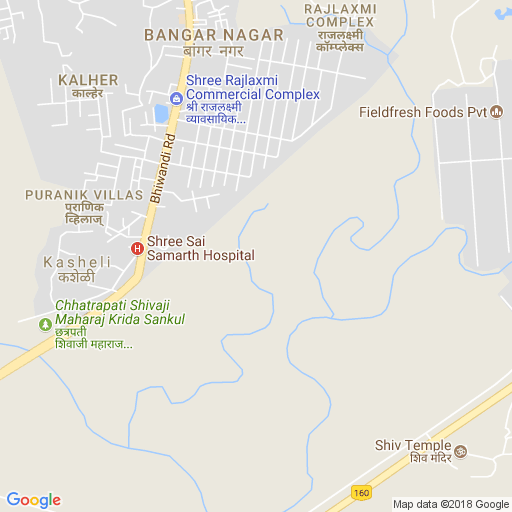 RAJLAXMI
COMPLEX
राजलक्ष्मी
कॉम्प्लेक्स
BANGAR NAGAR
बांगर नगर
KALHER
काल्हेर
Shree Rajlaxmi
Commercial Complex
श्री राजलक्ष्मी
व्यावसायिक...
Fieldfresh Foods Pvt
Bhiwandi Rd
PURANIK VILLAS
पुराणिक
व्हिलाज्
H
Shree Sai
Samarth Hospital
Kasheli
कशेळी
Chhatrapati Shivaji
Maharaj Krida Sankul
छत्रपती
शिवाजी महाराज...
Shiv Temple
शिव मंदिर
160
Google
Map data ©2018 Google